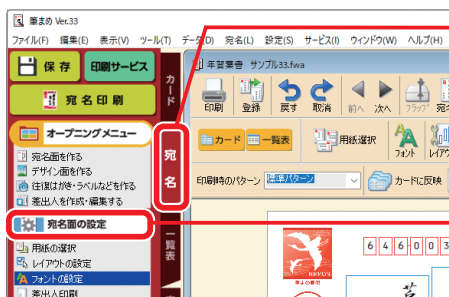 筆まめ Ver.33
ファイル(F) 編集(E) 表示(V) ツール(T) データ(D) 宛名(L) 設定(S) サービス(I) ウィンドウ(W) ヘルプ(H)
保存 印刷サービス
宛名印刷
オープニングメニュー
宛名面を作る
デザイン面を作る
往復はがき・ラベルなどを作る
差出人を作成・編集する
宛名面の設定
用紙の選択
レイアウトの設定
フォントの設定
差出人印刷
カード
宛名
一覧表
年賀葉書 サンプル33.fwa
印刷 登録 戻す 取消 前へ 次へ フラップ 宛
カード 一覧表 用紙選択 フォント レイアウ
印刷時のパターン 標準パターン カードに反映
NIPPON
646003